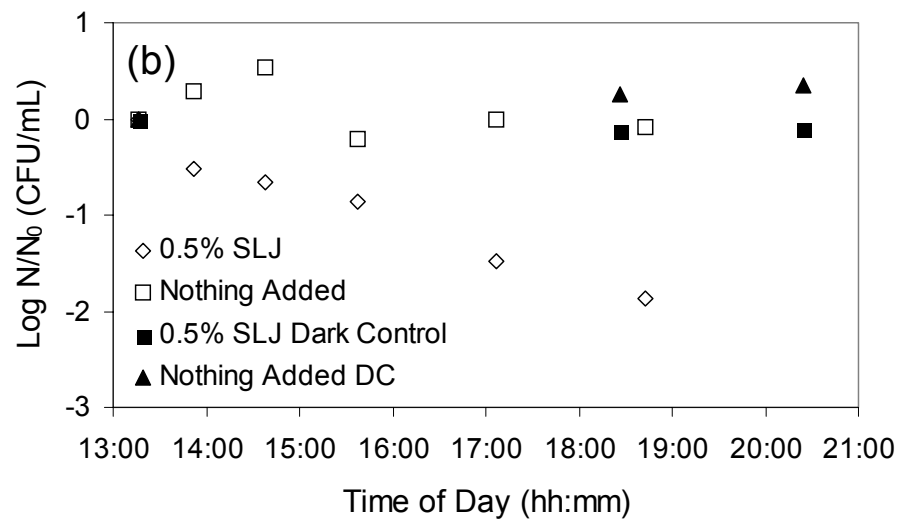 (b)
Log N/N₀ (CFU/mL)
1
0
-1
-2
-3
0.5% SLJ
Nothing Added
0.5% SLJ Dark Control
Nothing Added DC
13:00 14:00 15:00 16:00 17:00 18:00 19:00 20:00 21:00
Time of Day (hh:mm)